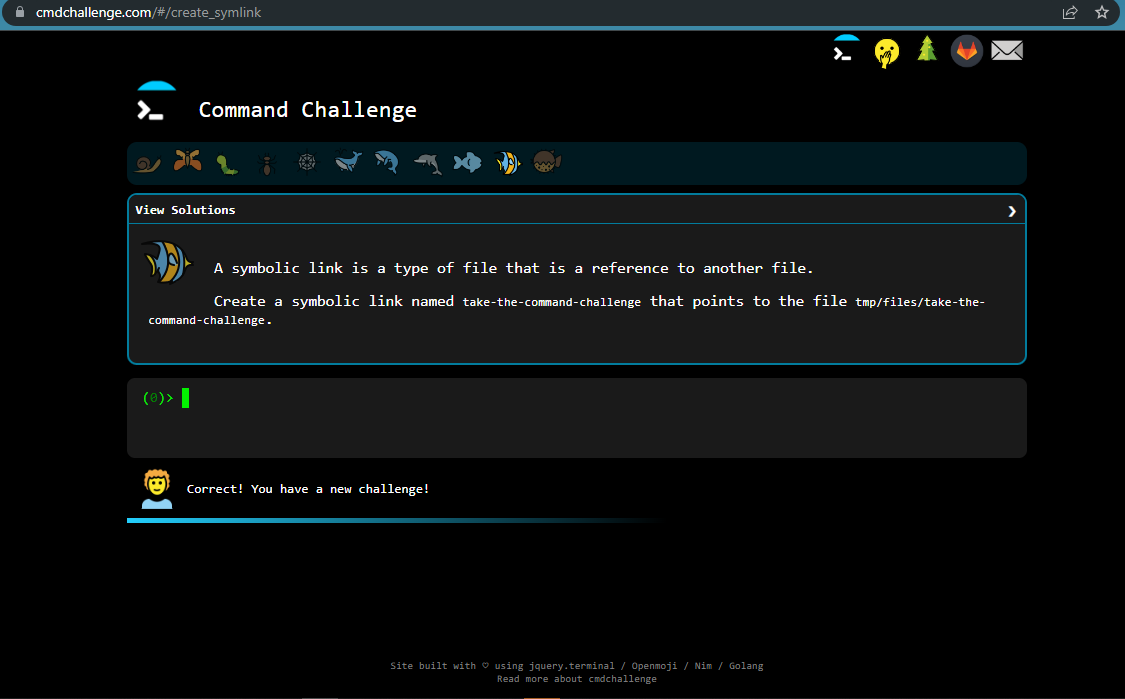 cmdchallenge.com/#/create_symlink
Command Challenge
View Solutions
A symbolic link is a type of file that is a reference to another file.
Create a symbolic link named take-the-command-challenge that points to the file tmp/files/take-the-
command-challenge.
(0)>
Correct! You have a new challenge!
Site built with ♡ using jquery.terminal / Openmoji / Nim / Golang
Read more about cmdchallenge